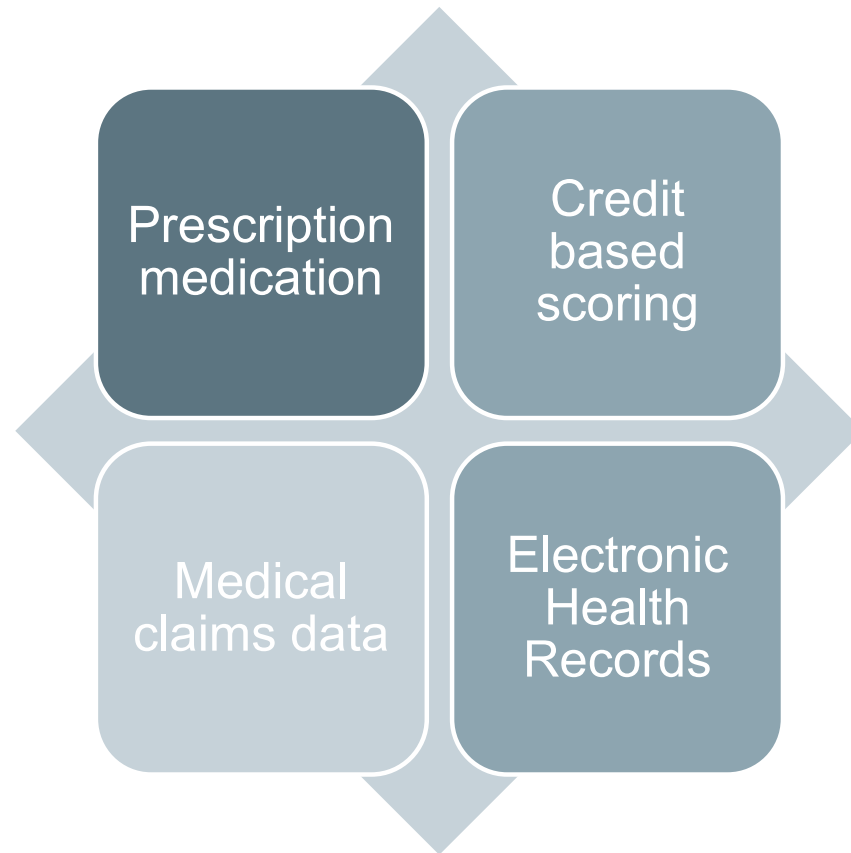 Prescription
medication
Credit
based
scoring
Medical
claims data
Electronic
Health
Records